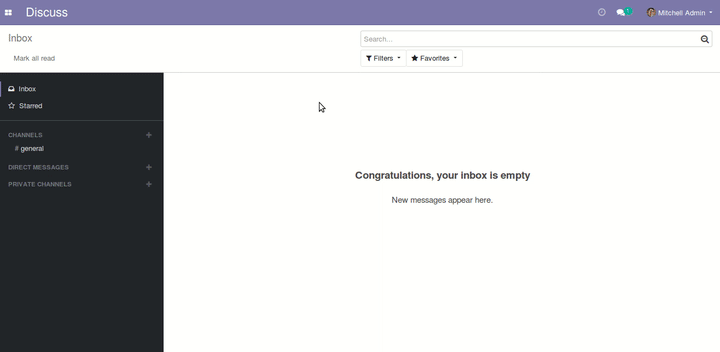 Discuss
Mitchell Admin
Inbox
Search...
Mark all read
Filters
Favorites
Inbox
Starred
CHANNELS
# general
DIRECT MESSAGES
PRIVATE CHANNELS
Congratulations, your inbox is empty
New messages appear here.